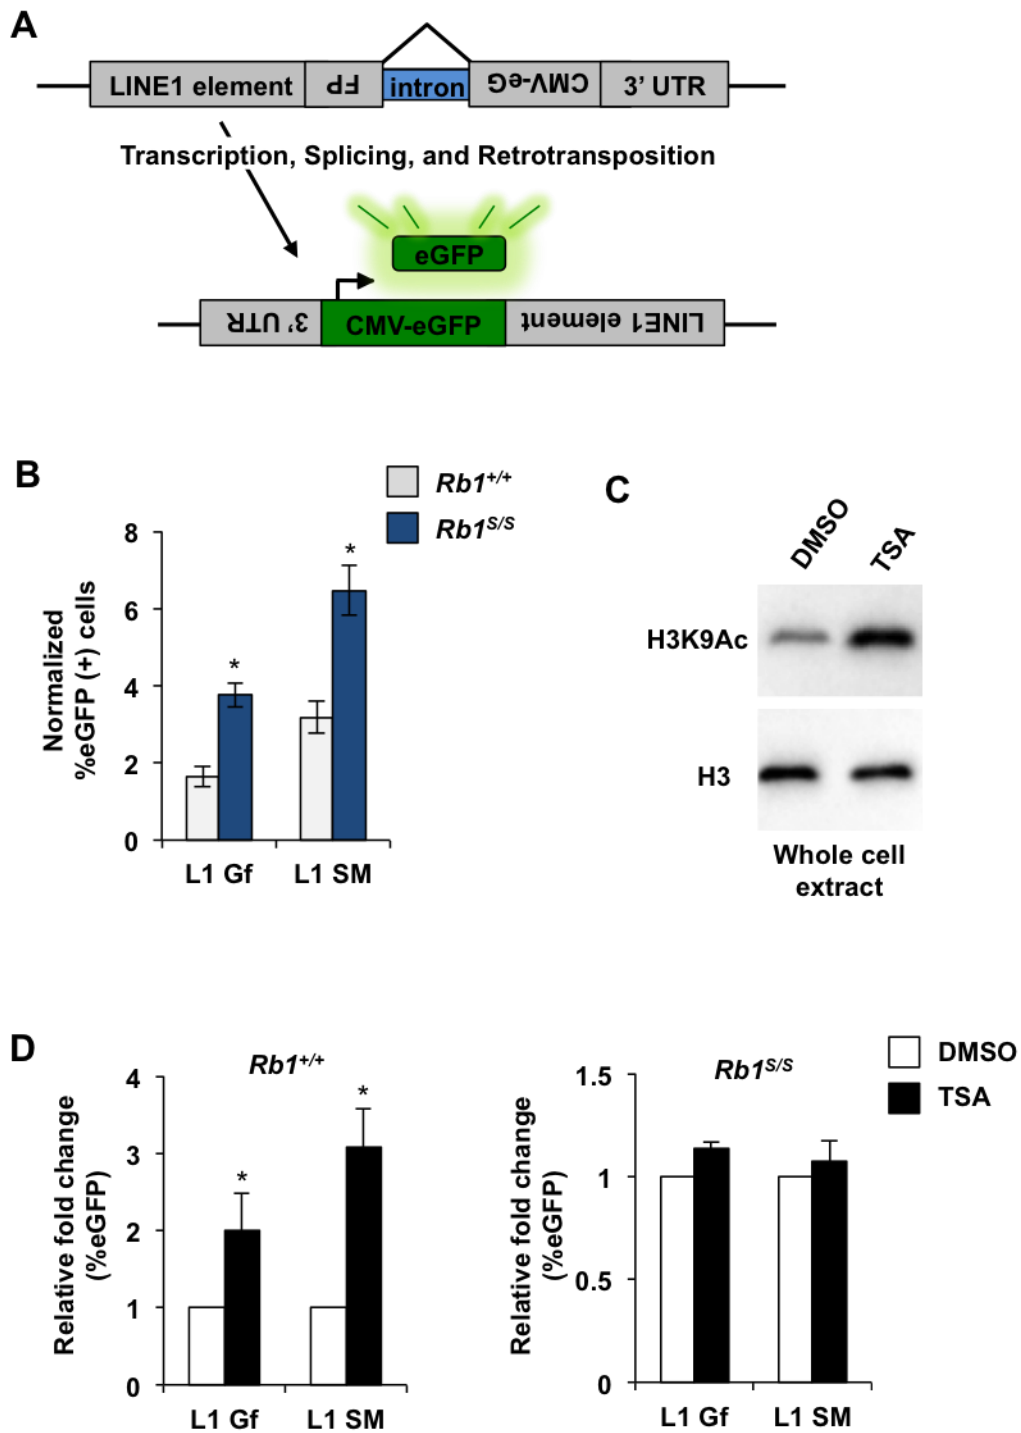 A
LINE1 element FP intron CMV-eG 3’ UTR
Transcription, Splicing, and Retrotransposition
eGFP
3’ UTR CMV-eGFP LINE1 element
B
Rb1+/+
Rb1S/S
Normalized
%eGFP (+) cells
8
6
4
2
0
*
*
L1 Gf L1 SM
C
DMSO TSA
H3K9Ac
H3
Whole cell
extract
D
Rb1+/+
Relative fold change
(%eGFP)
4
3
2
1
0
*
*
L1 Gf L1 SM
Rb1S/S
Relative fold change
(%eGFP)
1.5
1
0.5
0
L1 Gf L1 SM
DMSO
TSA